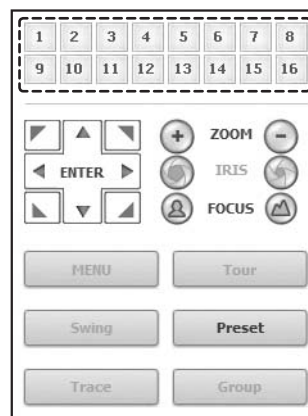 1 2 3 4 5 6 7 8
9 10 11 12 13 14 15 16
ZOOM
ENTER IRIS
FOCUS
MENU Tour
Swing Preset
Trace Group